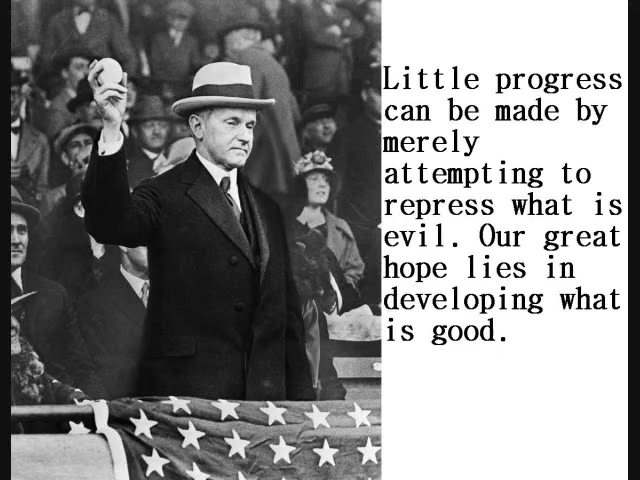 Little progress
can be made by
merely
attempting to
repress what is
evil. Our great
hope lies in
developing what
is good.